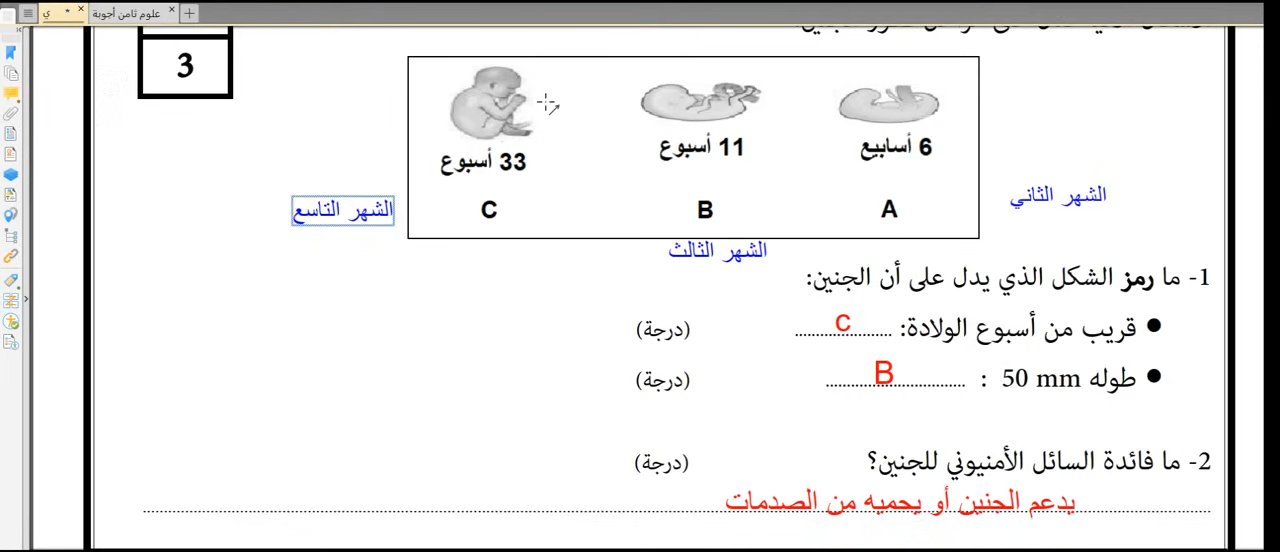 علوم ثامن أجوبة
ي *
3
6 أسابيع
11 أسبوع
33 أسبوع
A
B
C
الشهر الثاني
الشهر الثالث
الشهر التاسع
1- ما رمز الشكل الذي يدل على أن الجنين:
● قريب من أسبوع الولادة: ....c.... (درجة)
● طوله 50 mm : ....B.... (درجة)
2- ما فائدة السائل الأمنيوني للجنين؟ (درجة)
يدعم الجنين أو يحميه من الصدمات